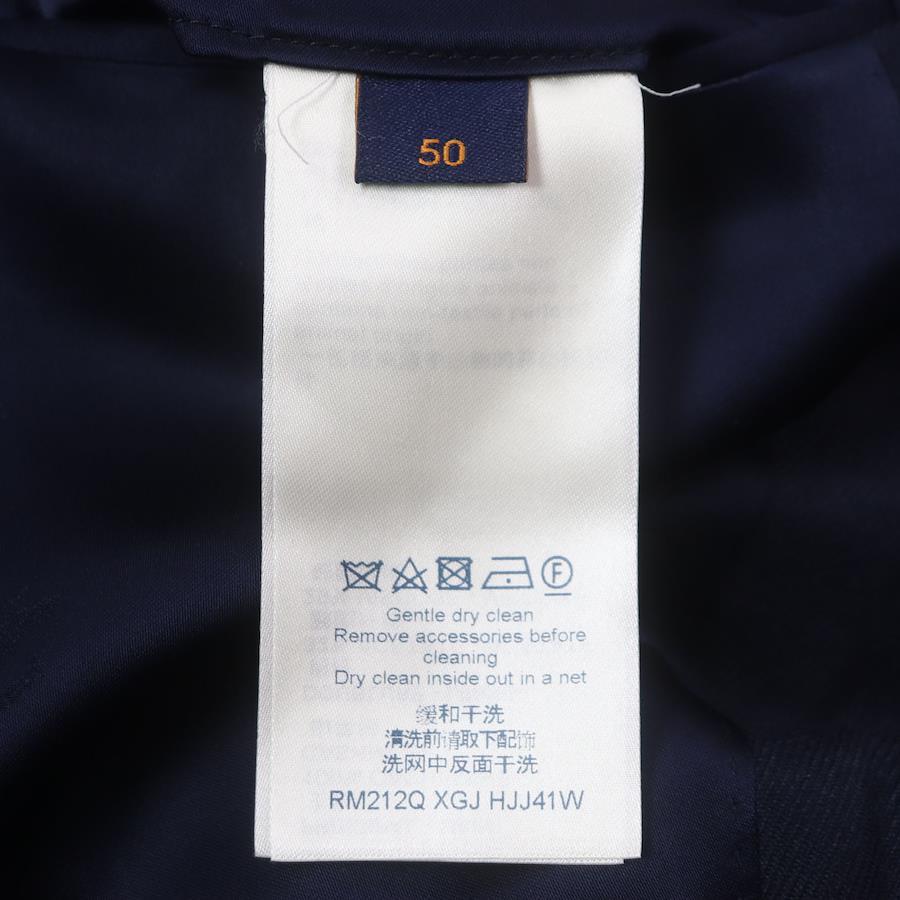 50
F
Gentle dry clean
Remove accessories before
cleaning
Dry clean inside out in a net
缓和干洗
清洗前请取下配饰
洗网中反面干洗
RM212Q XGJ HJJ41W